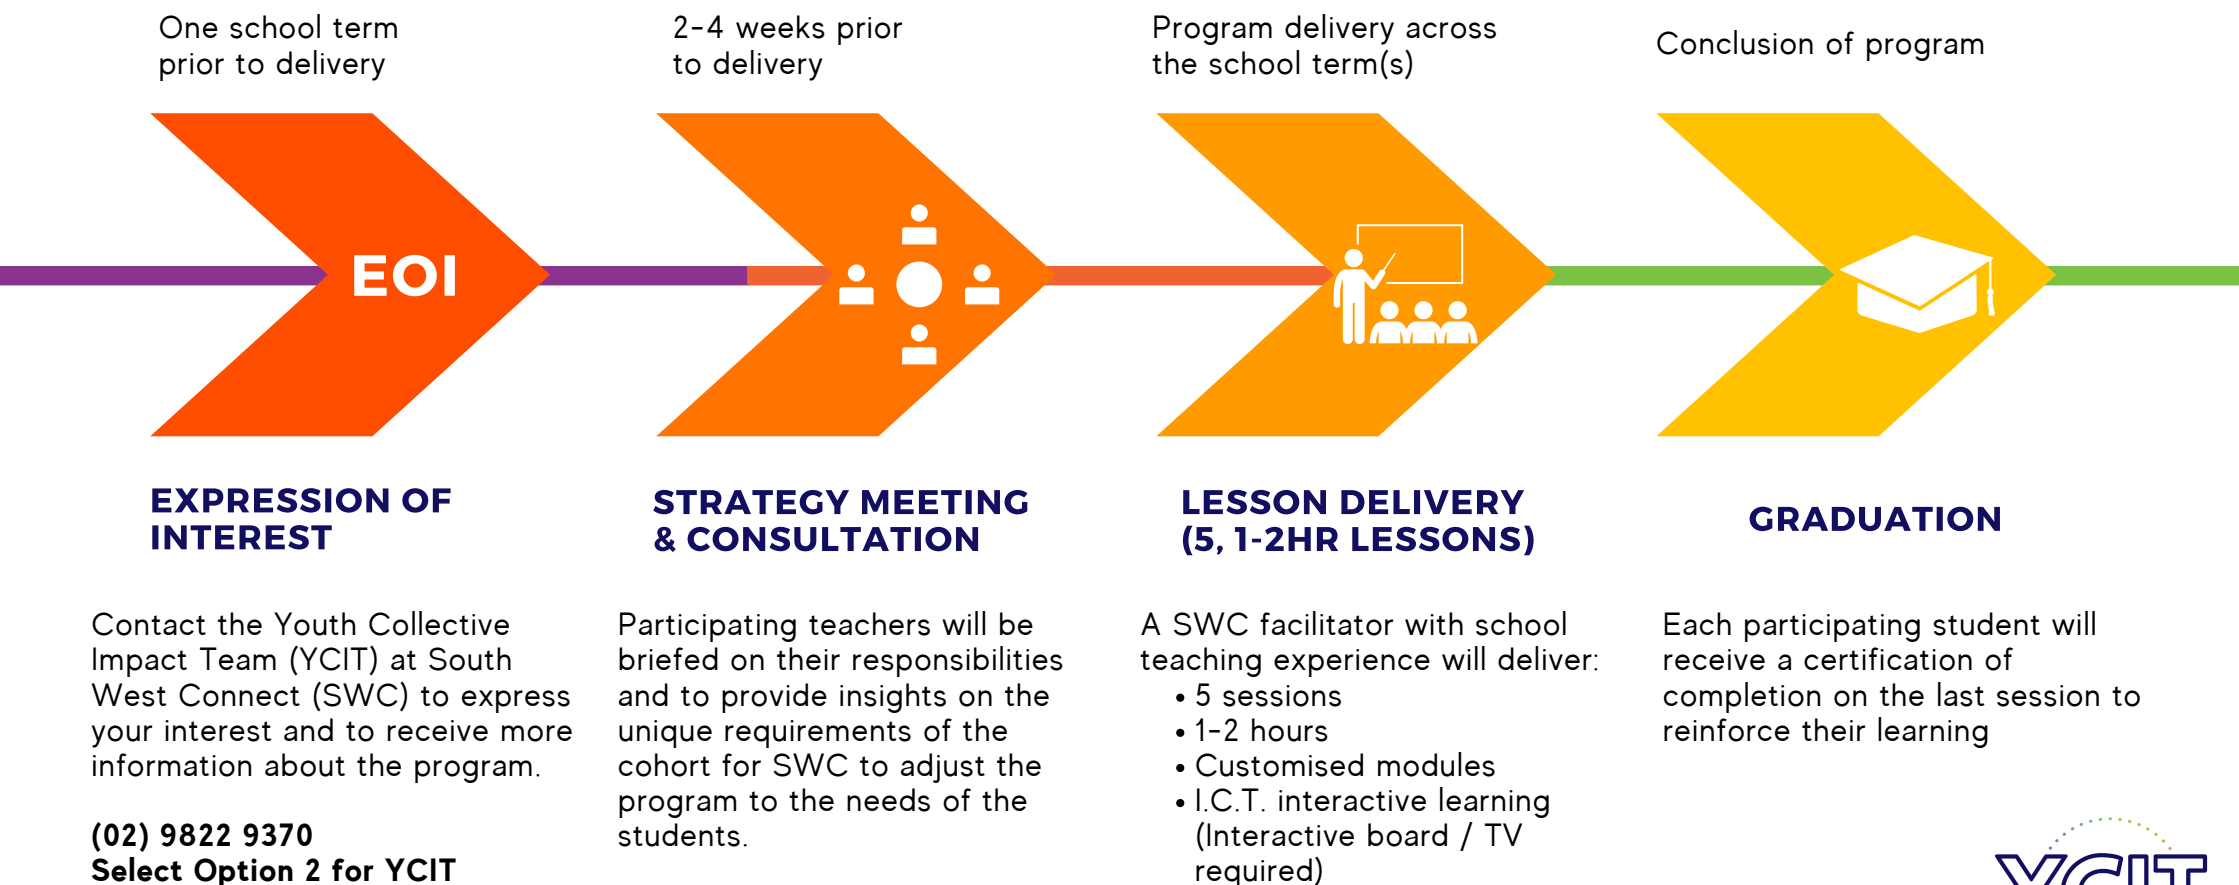 One school term
prior to delivery
2-4 weeks prior
to delivery
Program delivery across
the school term(s)
Conclusion of program
EOI
EXPRESSION OF
INTEREST
STRATEGY MEETING
& CONSULTATION
LESSON DELIVERY
(5, 1-2HR LESSONS)
GRADUATION
Contact the Youth Collective
Impact Team (YCIT) at South
West Connect (SWC) to express
your interest and to receive more
information about the program.
(02) 9822 9370
Select Option 2 for YCIT
Participating teachers will be
briefed on their responsibilities
and to provide insights on the
unique requirements of the
cohort for SWC to adjust the
program to the needs of the
students.
A SWC facilitator with school
teaching experience will deliver:
• 5 sessions
• 1-2 hours
• Customised modules
• I.C.T. interactive learning
(Interactive board / TV
required)
Each participating student will
receive a certification of
completion on the last session to
reinforce their learning
YCIT